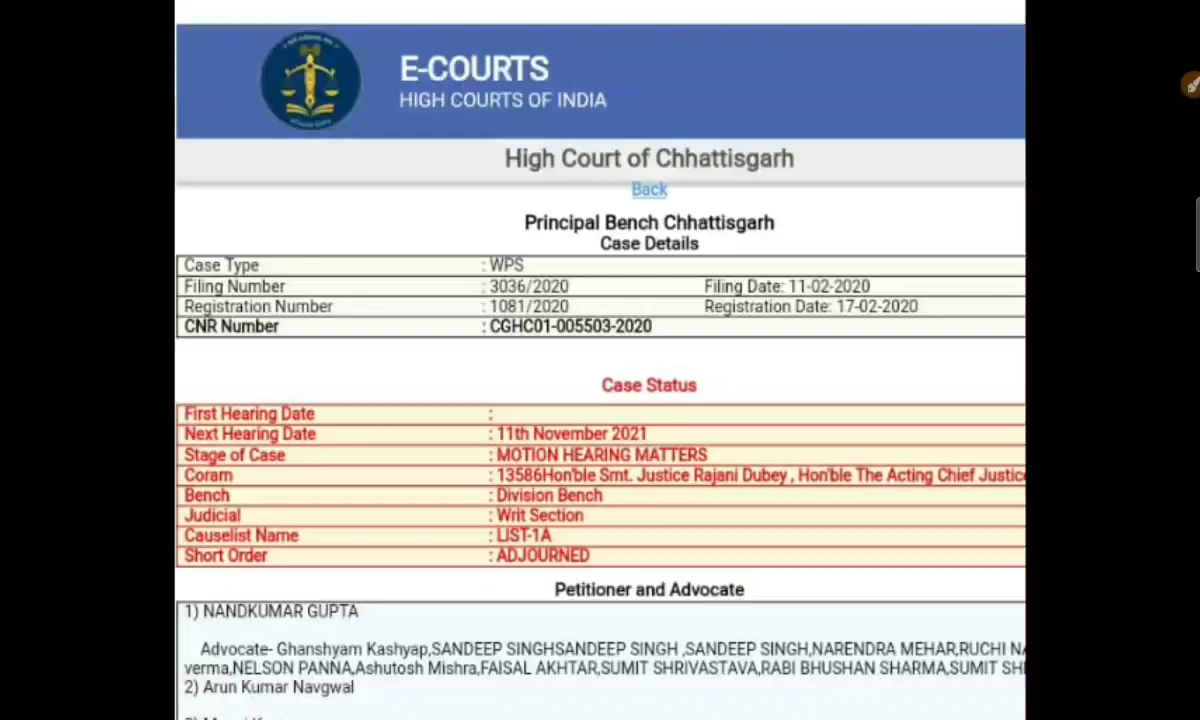 E-COURTS
HIGH COURTS OF INDIA
High Court of Chhattisgarh
Back
Principal Bench Chhattisgarh
Case Details
Case Type : WPS
Filing Number : 3036/2020 Filing Date: 11-02-2020
Registration Number : 1081/2020 Registration Date: 17-02-2020
CNR Number : CGHC01-005503-2020
Case Status
First Hearing Date :
Next Hearing Date : 11th November 2021
Stage of Case : MOTION HEARING MATTERS
Coram : 13586Hon'ble Smt. Justice Rajani Dubey , Hon'ble The Acting Chief Justic
Bench : Division Bench
Judicial : Writ Section
Causelist Name : LIST-1A
Short Order : ADJOURNED
Petitioner and Advocate
1) NANDKUMAR GUPTA
Advocate- Ghanshyam Kashyap,SANDEEP SINGHSANDEEP SINGH ,SANDEEP SINGH,NARENDRA MEHAR,RUCHI NA
verma,NELSON PANNA,Ashutosh Mishra,FAISAL AKHTAR,SUMIT SHRIVASTAVA,RABI BHUSHAN SHARMA,SUMIT SHI
2) Arun Kumar Navgwal